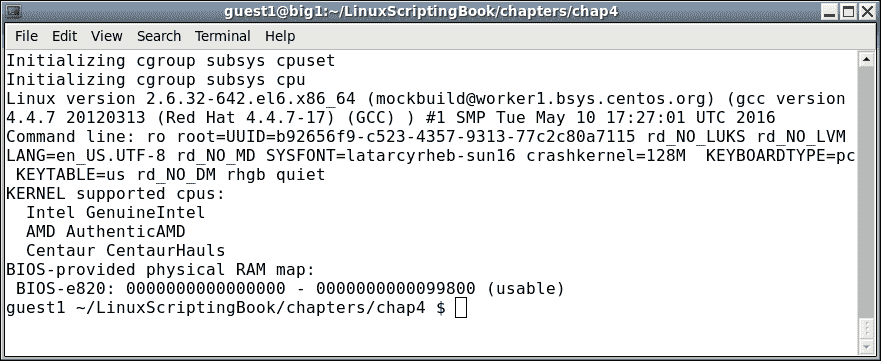 guest1@big1:~/LinuxScriptingBook/chapters/chap4
File Edit View Search Terminal Help
Initializing cgroup subsys cpuset
Initializing cgroup subsys cpu
Linux version 2.6.32-642.el6.x86_64 (mockbuild@worker1.bsys.centos.org) (gcc version
4.4.7 20120313 (Red Hat 4.4.7-17) (GCC) ) #1 SMP Tue May 10 17:27:01 UTC 2016
Command line: ro root=UUID=b92656f9-c523-4357-9313-77c2c80a7115 rd_NO_LUKS rd_NO_LVM
LANG=en_US.UTF-8 rd_NO_MD SYSFONT=latarcyrheb-sun16 crashkernel=128M  KEYBOARDTYPE=pc
 KEYTABLE=us rd_NO_DM rhgb quiet
KERNEL supported cpus:
  Intel GenuineIntel
  AMD AuthenticAMD
  Centaur CentaurHauls
BIOS-provided physical RAM map:
 BIOS-e820: 0000000000000000 - 0000000000099800 (usable)
guest1 ~/LinuxScriptingBook/chapters/chap4 $